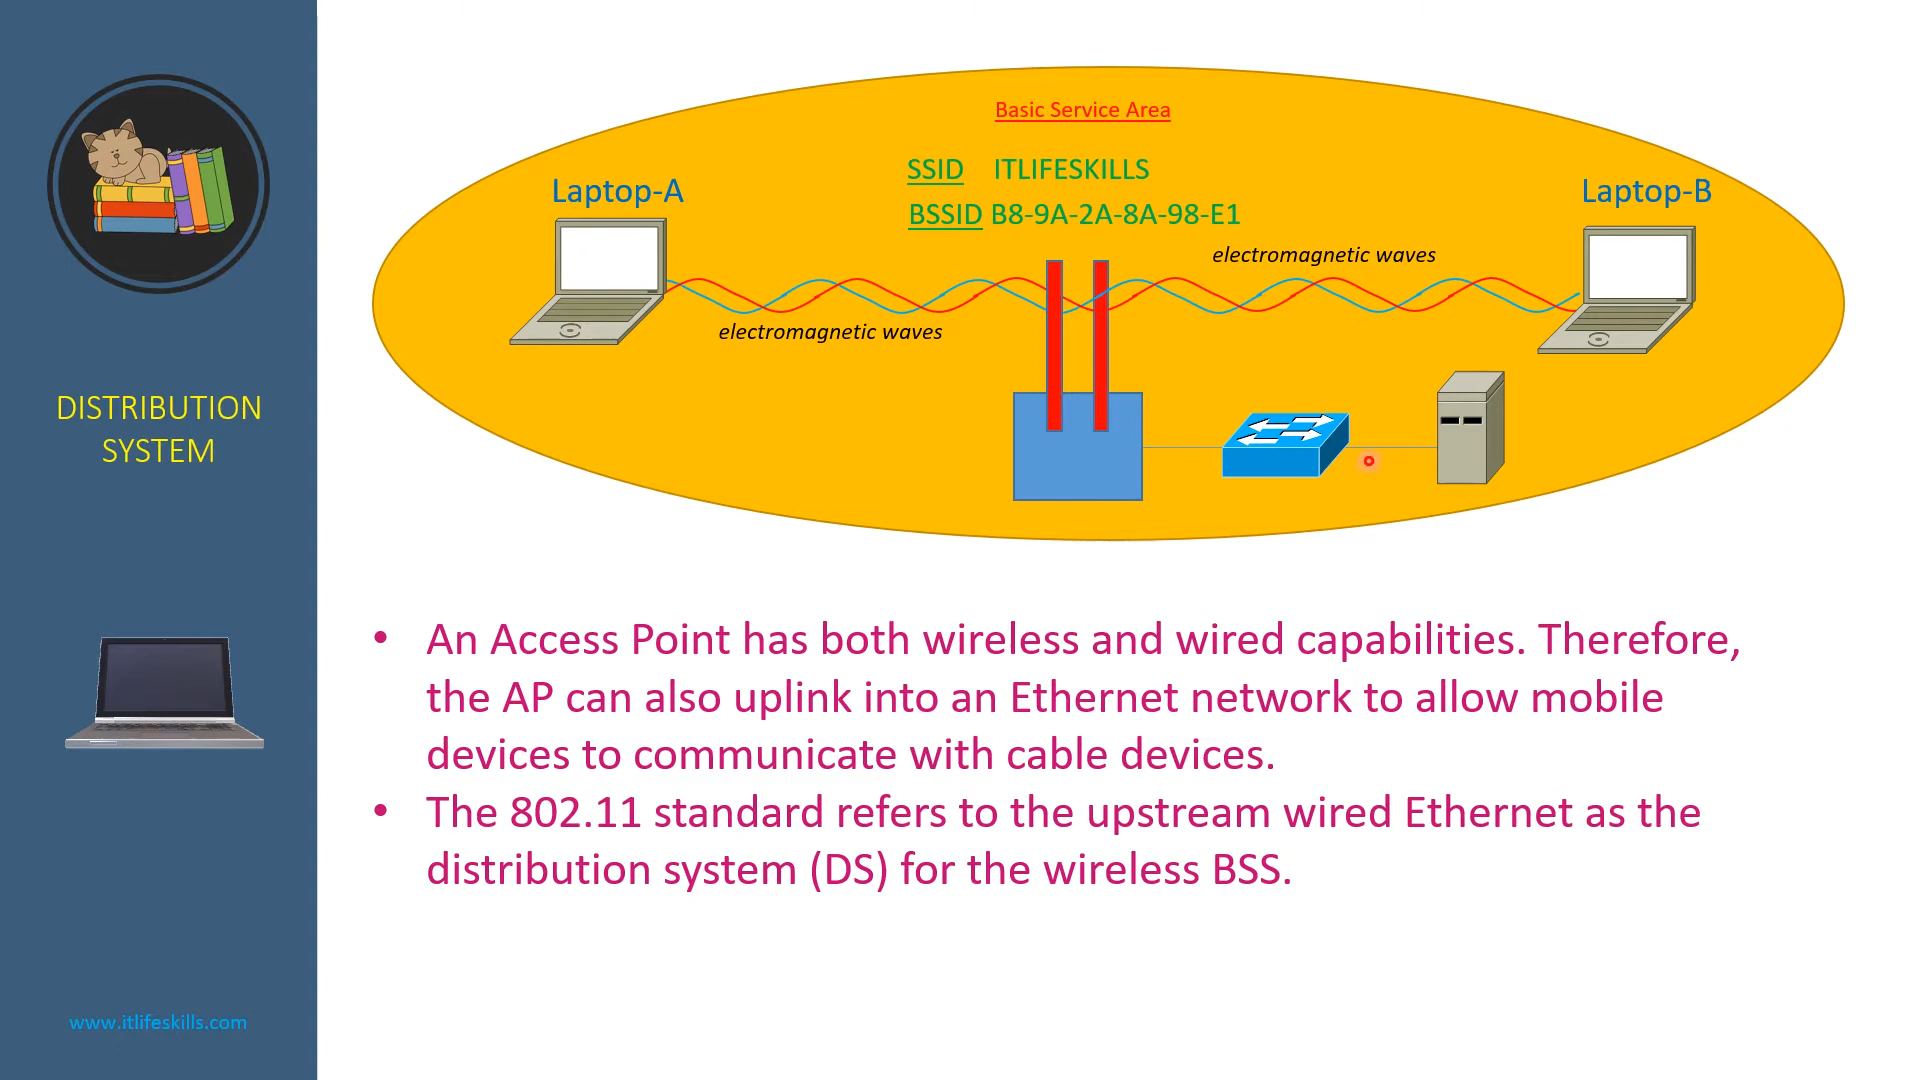 DISTRIBUTION
SYSTEM
www.itlifeskills.com
Basic Service Area
SSID ITLIFESKILLS
BSSID B8-9A-2A-8A-98-E1
Laptop-A
Laptop-B
electromagnetic waves
electromagnetic waves
• An Access Point has both wireless and wired capabilities. Therefore,
the AP can also uplink into an Ethernet network to allow mobile
devices to communicate with cable devices.
• The 802.11 standard refers to the upstream wired Ethernet as the
distribution system (DS) for the wireless BSS.